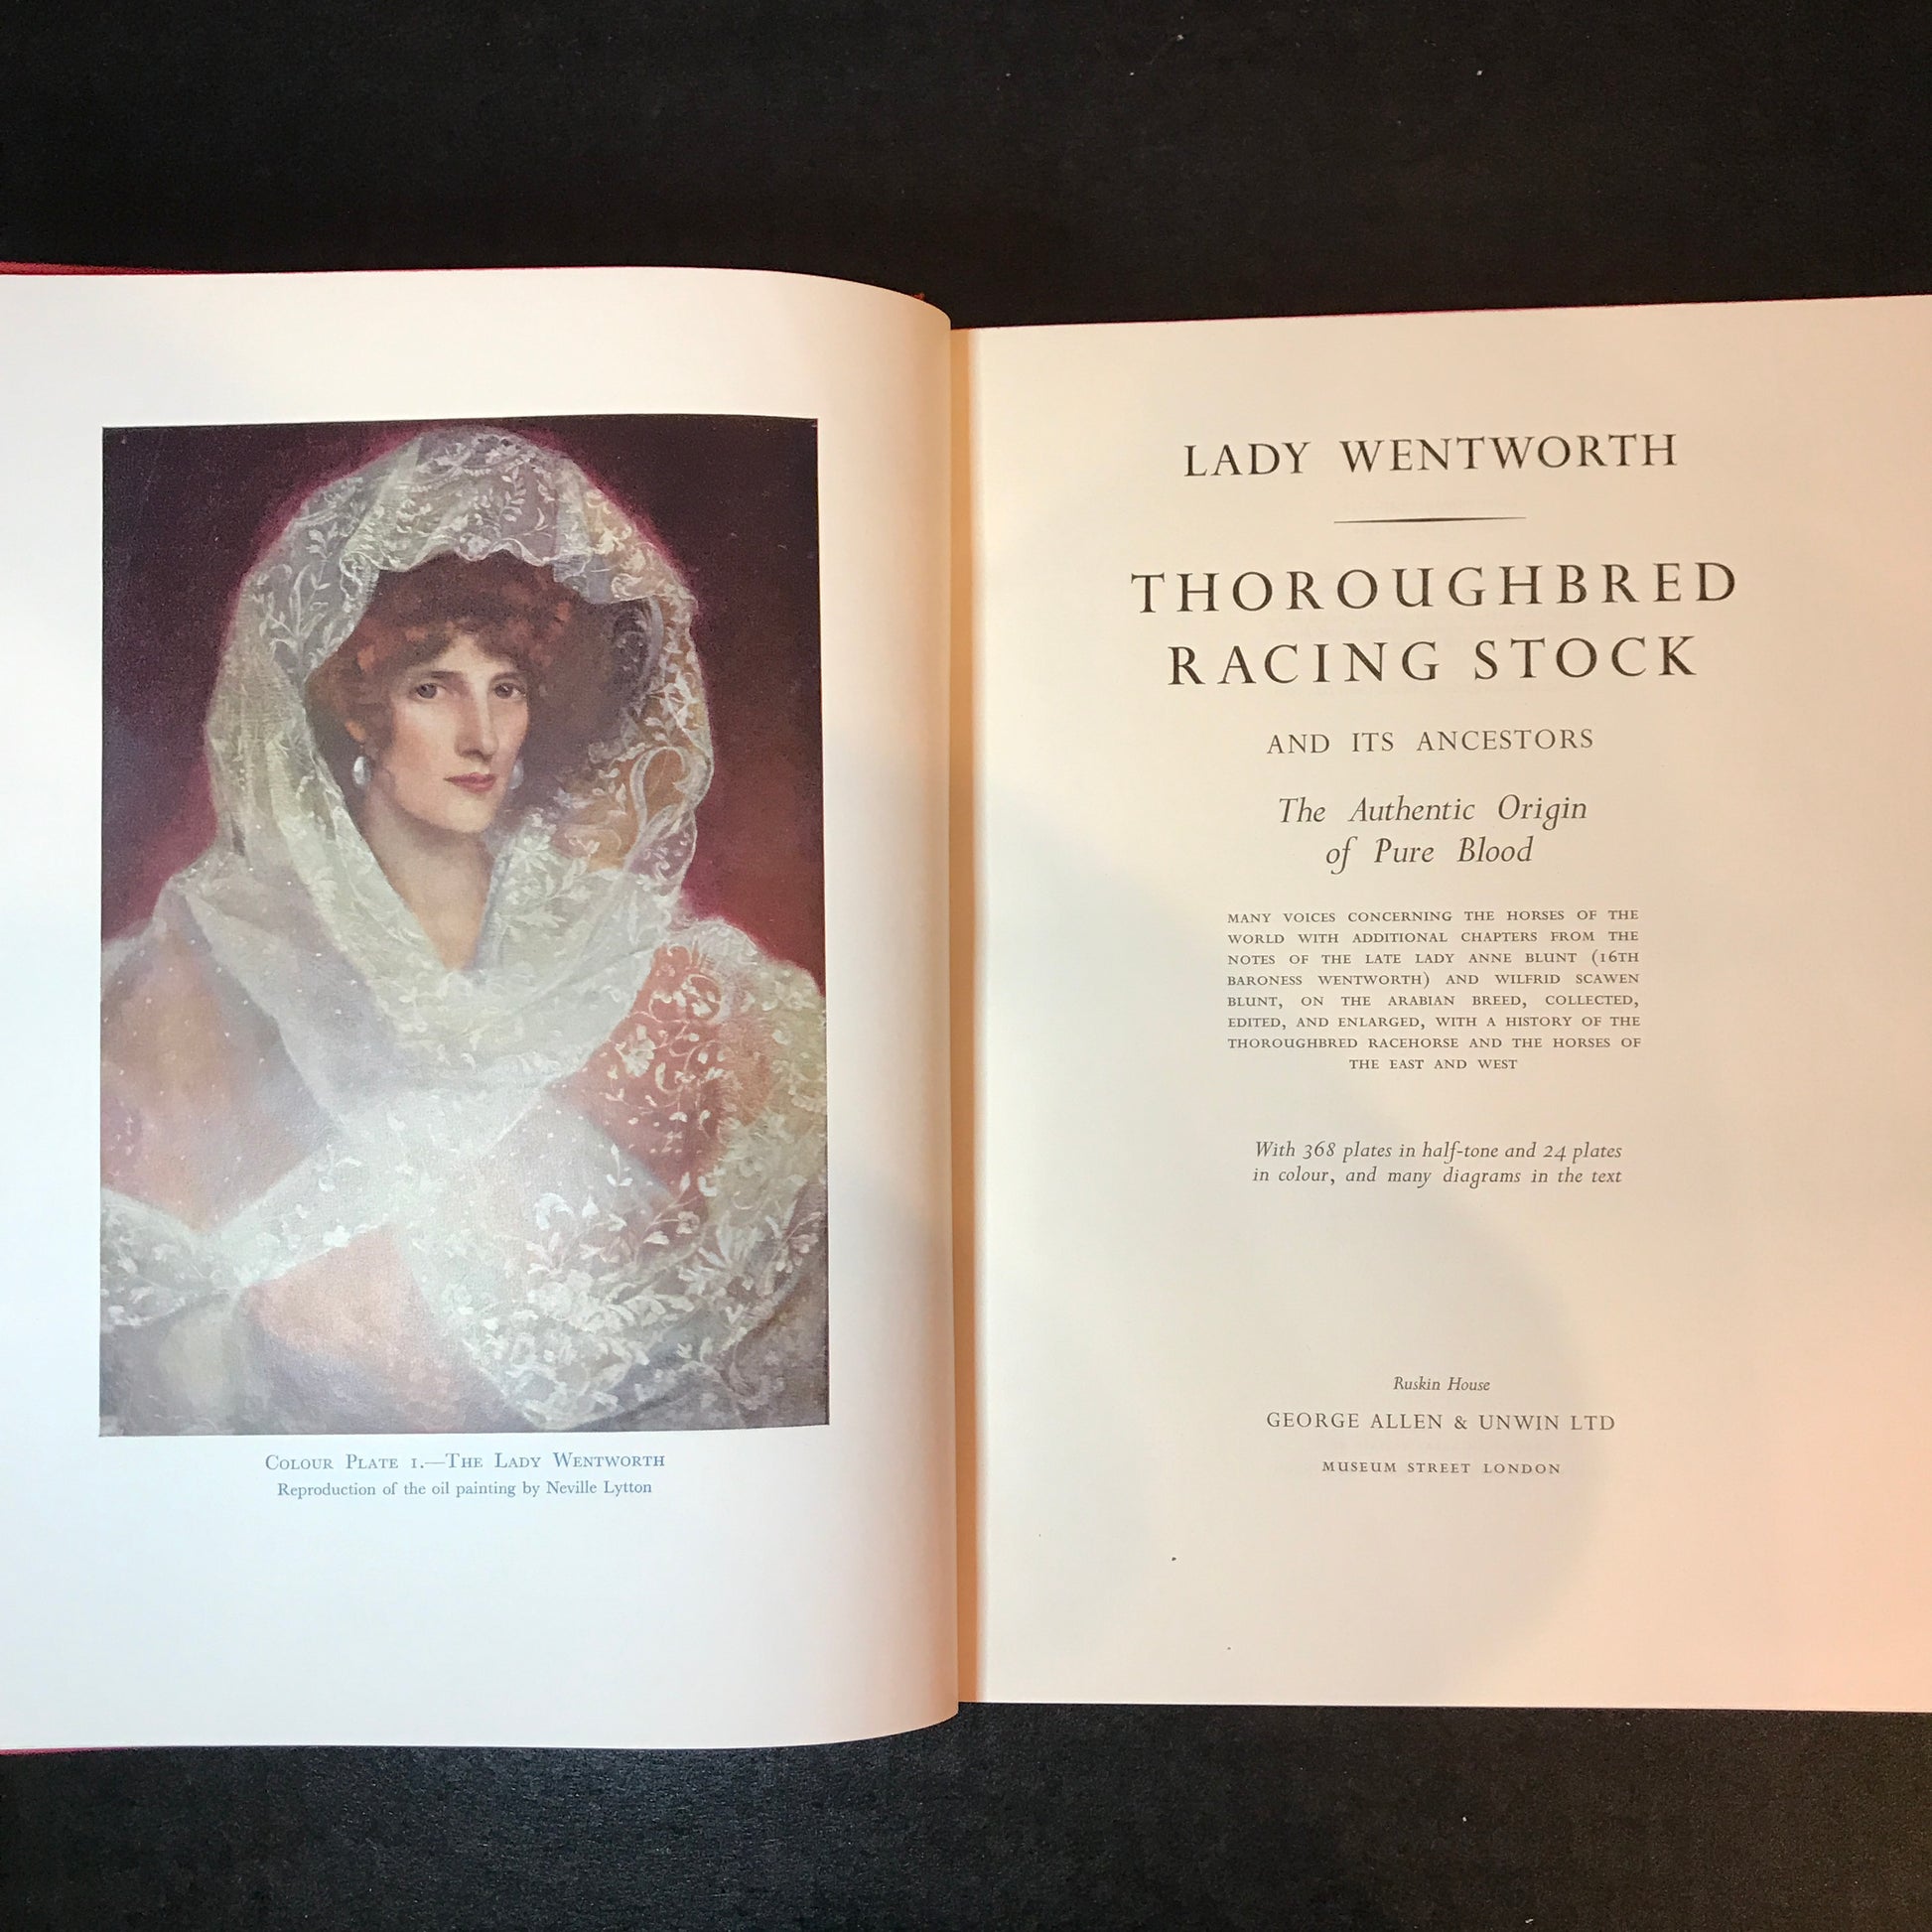 COLOUR PLATE 1.—THE LADY WENTWORTH
Reproduction of the oil painting by Neville Lytton
LADY WENTWORTH
THOROUGHBRED
RACING STOCK
AND ITS ANCESTORS
The Authentic Origin
of Pure Blood
MANY VOICES CONCERNING THE HORSES OF THE
WORLD WITH ADDITIONAL CHAPTERS FROM THE
NOTES OF THE LATE LADY ANNE BLUNT (16TH
BARONESS WENTWORTH) AND WILFRID SCAWEN
BLUNT, ON THE ARABIAN BREED, COLLECTED,
EDITED, AND ENLARGED, WITH A HISTORY OF THE
THOROUGHBRED RACEHORSE AND THE HORSES OF
THE EAST AND WEST
With 368 plates in half-tone and 24 plates
in colour, and many diagrams in the text
Ruskin House
GEORGE ALLEN & UNWIN LTD
MUSEUM STREET LONDON